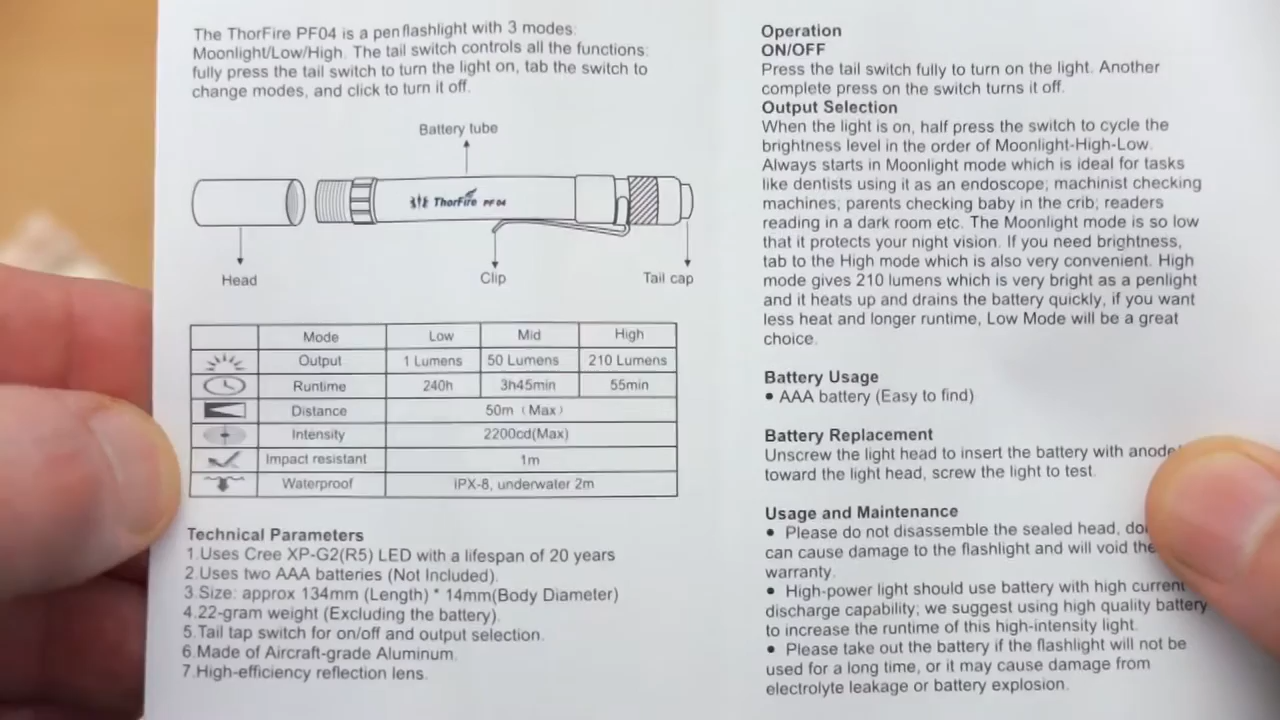 The ThorFire PF04 is a pen flashlight with 3 modes:
Moonlight/Low/High. The tail switch controls all the functions:
fully press the tail switch to turn the light on, tab the switch to
change modes, and click to turn it off.
Battery tube
ThorFire PF04
Head
Clip
Tail cap
Mode Low Mid High
Output 1 Lumens 50 Lumens 210 Lumens
Runtime 240h 3h45min 55min
Distance 50m (Max)
Intensity 2200cd(Max)
Impact resistant 1m
Waterproof IPX-8, underwater 2m
Technical Parameters
1.Uses Cree XP-G2(R5) LED with a lifespan of 20 years
2.Uses two AAA batteries (Not Included).
3.Size: approx 134mm (Length) * 14mm(Body Diameter)
4.22-gram weight (Excluding the battery).
5.Tail tap switch for on/off and output selection.
6.Made of Aircraft-grade Aluminum.
7.High-efficiency reflection lens.
Operation
ON/OFF
Press the tail switch fully to turn on the light. Another
complete press on the switch turns it off.
Output Selection
When the light is on, half press the switch to cycle the
brightness level in the order of Moonlight-High-Low.
Always starts in Moonlight mode which is ideal for tasks
like dentists using it as an endoscope; machinist checking
machines; parents checking baby in the crib; readers
reading in a dark room etc. The Moonlight mode is so low
that it protects your night vision. If you need brightness,
tab to the High mode which is also very convenient. High
mode gives 210 lumens which is very bright as a penlight
and it heats up and drains the battery quickly, if you want
less heat and longer runtime, Low Mode will be a great
choice.
Battery Usage
• AAA battery (Easy to find)
Battery Replacement
Unscrew the light head to insert the battery with anode
toward the light head, screw the light to test.
Usage and Maintenance
• Please do not disassemble the sealed head, do
can cause damage to the flashlight and will void the
warranty.
• High-power light should use battery with high current
discharge capability; we suggest using high quality battery
to increase the runtime of this high-intensity light.
• Please take out the battery if the flashlight will not be
used for a long time, or it may cause damage from
electrolyte leakage or battery explosion.